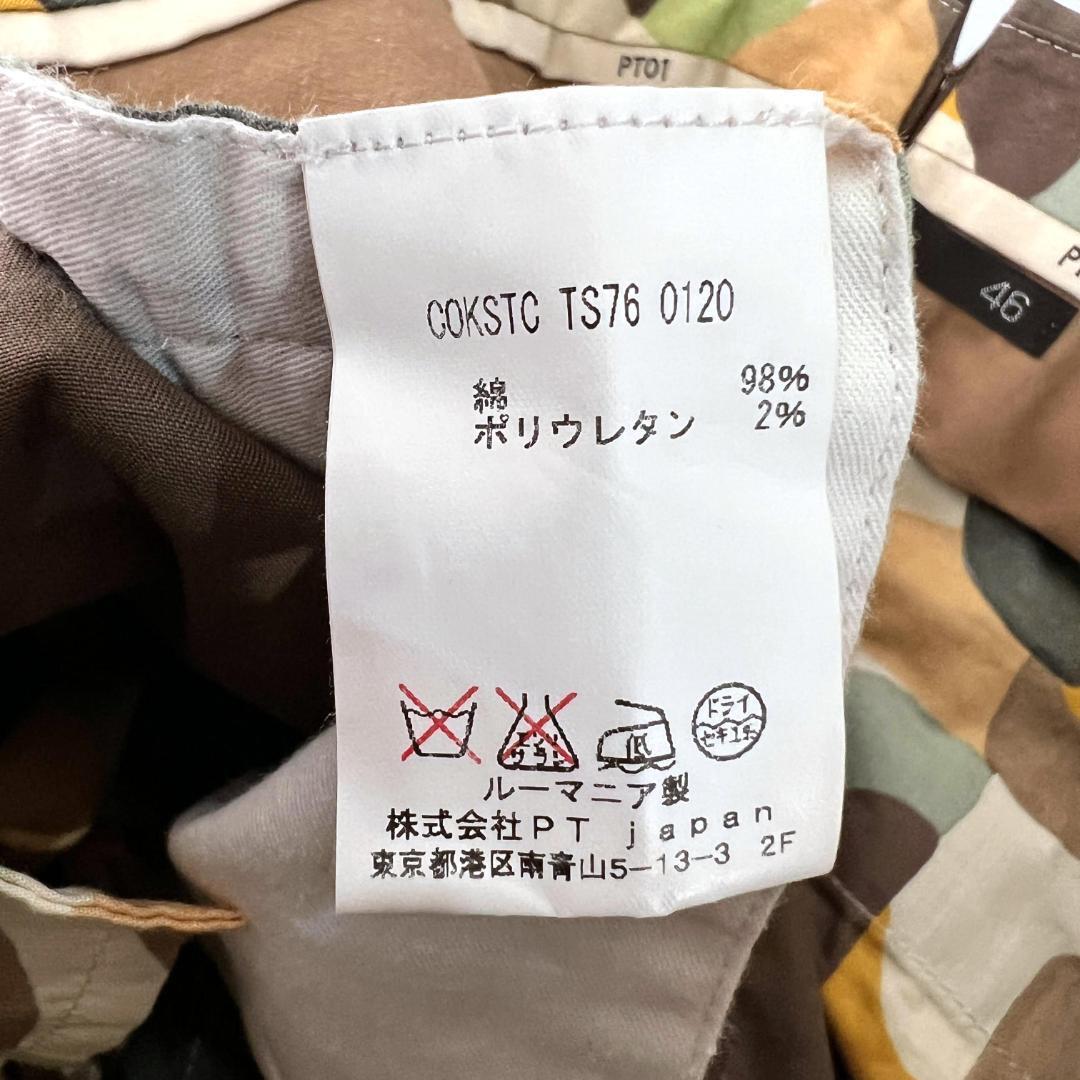 PT01
46
COKSTC TS76 0120
綿 98%
ポリウレタン 2%
ドライ
セキユ系
ルーマニア製
株式会社PT japan
東京都港区南青山5-13-3 2F